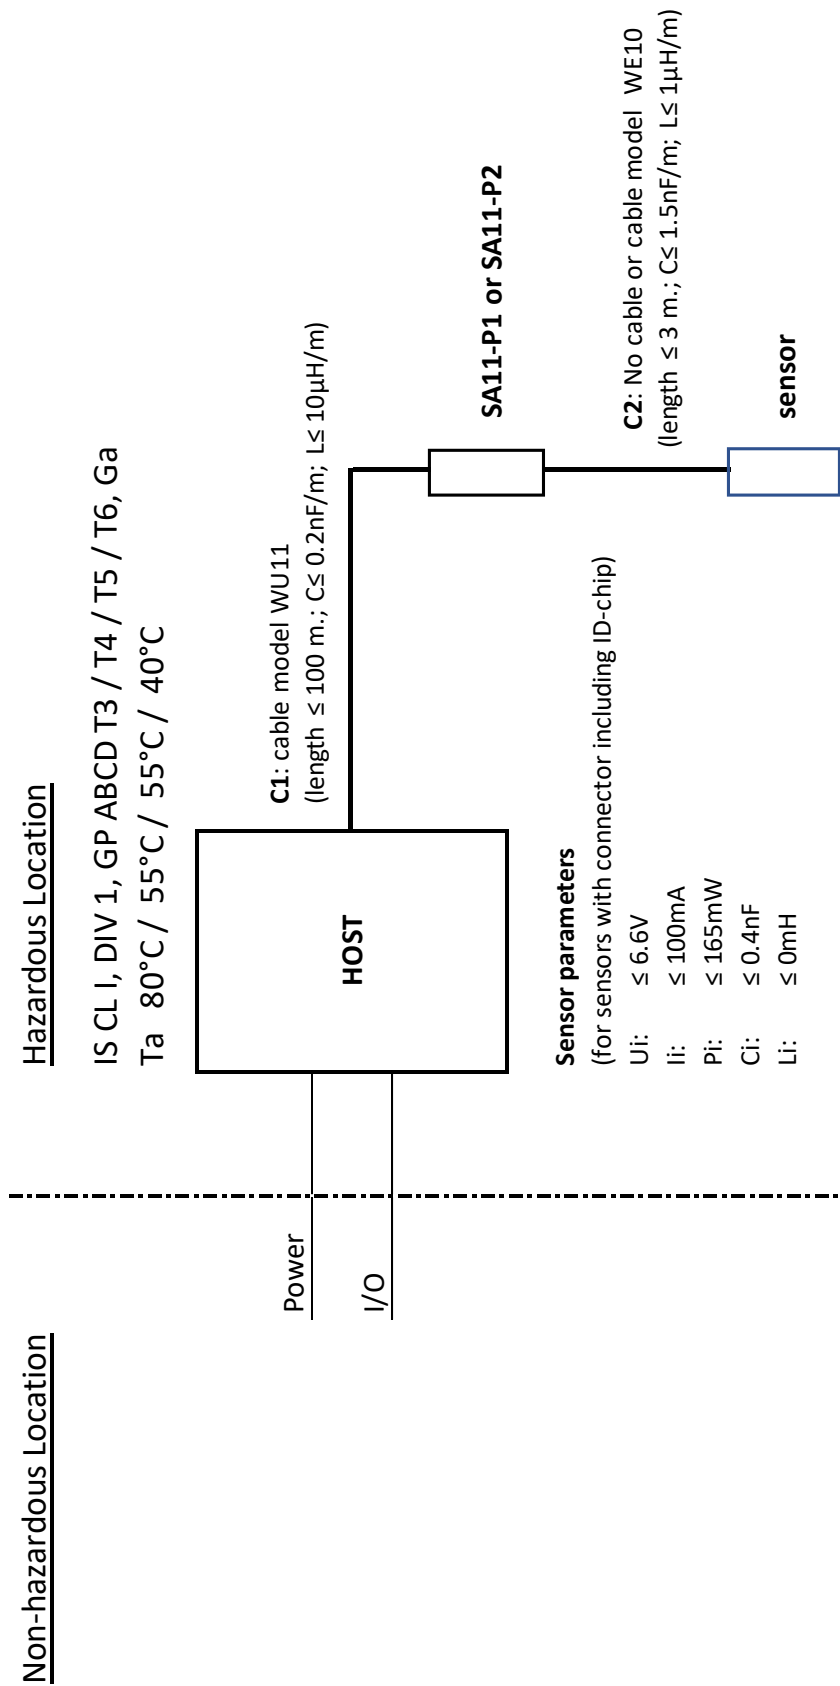 Non-hazardous Location
Hazardous Location
IS CL I, DIV 1, GP ABCD T3 / T4 / T5 / T6, Ga
Ta 80°C / 55°C / 55°C / 40°C
Power
I/O
HOST
C1: cable model WU11
(length ≤ 100 m.; C≤ 0.2nF/m; L≤ 10µH/m)
SA11-P1 or SA11-P2
Sensor parameters
(for sensors with connector including ID-chip)
Ui: ≤ 6.6V
Ii: ≤ 100mA
Pi: ≤ 165mW
Ci: ≤ 0.4nF
Li: ≤ 0mH
C2: No cable or cable model WE10
(length ≤ 3 m.; C≤ 1.5nF/m; L≤ 1µH/m)
sensor